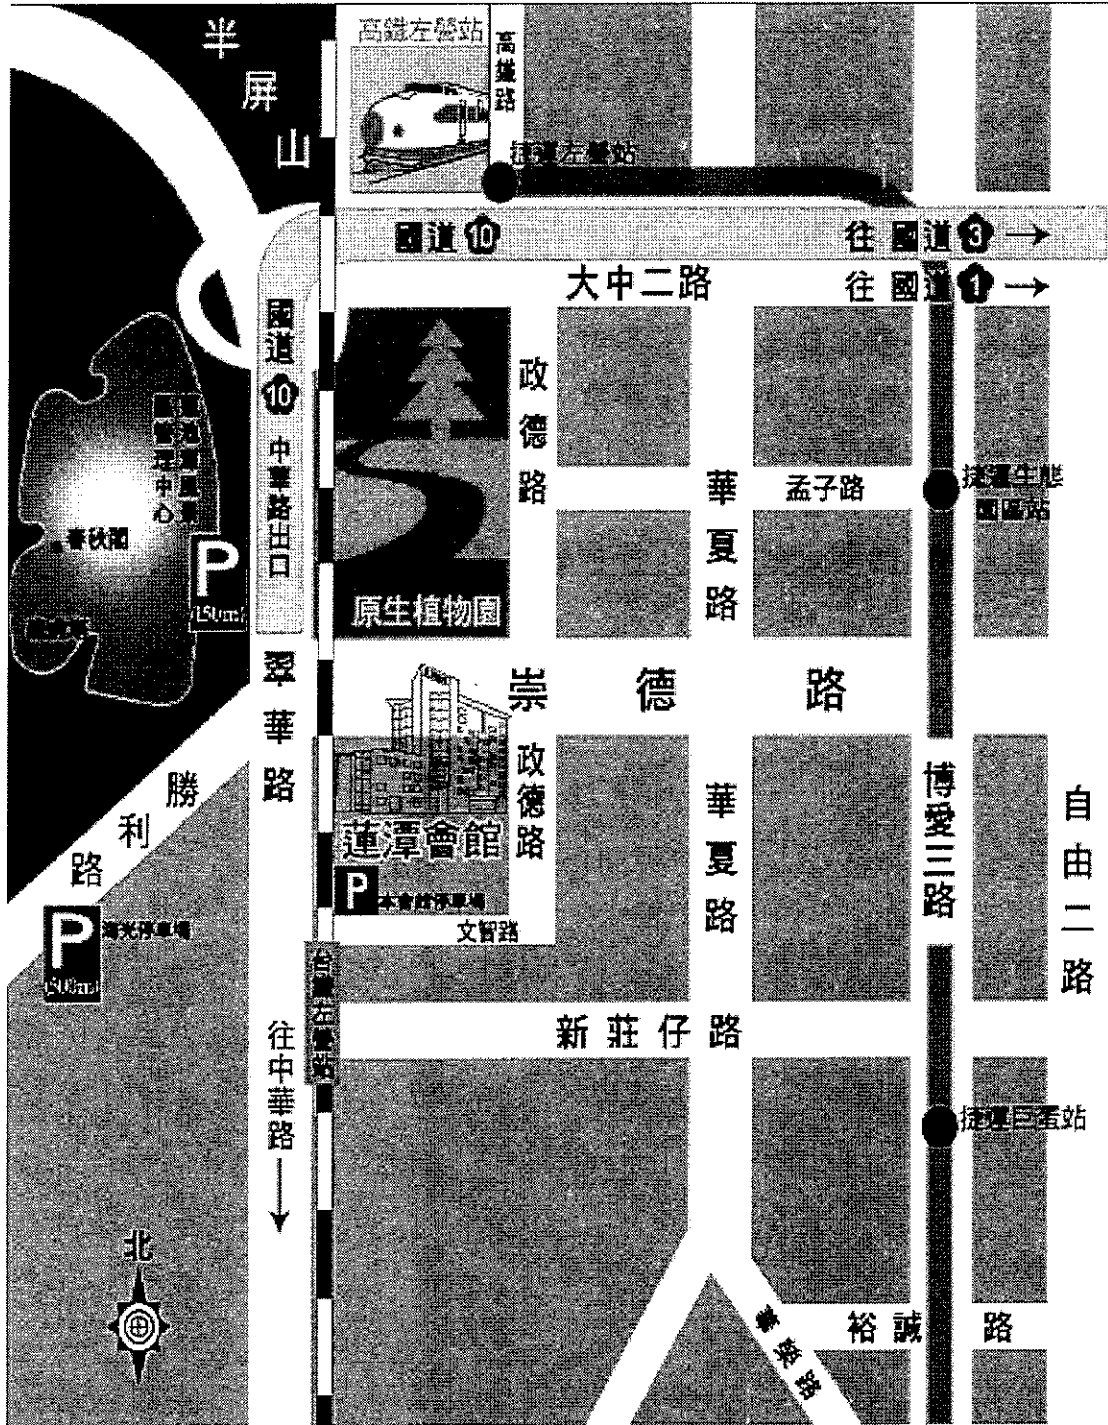 半屏山
高鐵左營站
高鐵路
捷運左營站
國道10
往國道3→
大中二路
往國道1→
國道10中華路出口
政德路
華夏路
孟子路
捷運生態
園區站
管理中心
春秋閣
P
(150m)
原生植物園
翠華路
崇德路
勝利路
政德路
蓮潭會館
P 本會館停車場
文智路
華夏路
博愛三路
自由二路
P 海光停車場
台鐵左營站
新莊仔路
往中華路
捷運巨蛋站
北
裕誠路